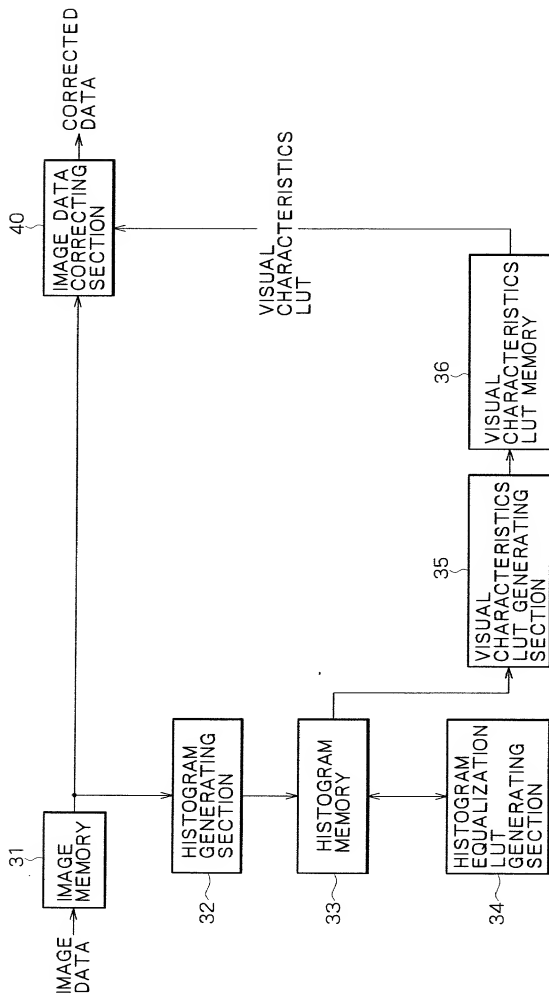 IMAGE
DATA
31
IMAGE
MEMORY
40
IMAGE DATA
CORRECTING
SECTION
CORRECTED
DATA
32
HISTOGRAM
GENERATING
SECTION
VISUAL
CHARACTERISTICS
LUT
33
HISTOGRAM
MEMORY
34
HISTOGRAM
EQUALIZATION
LUT
GENERATING
SECTION
35
VISUAL
CHARACTERISTICS
LUT GENERATING
SECTION
36
VISUAL
CHARACTERISTICS
LUT MEMORY